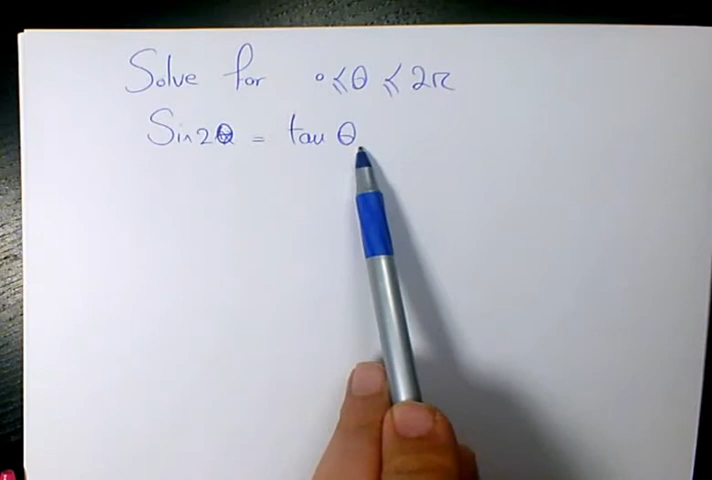 Solve for 0 ⩽ θ ⩽ 2π
Sin2θ = tan θ